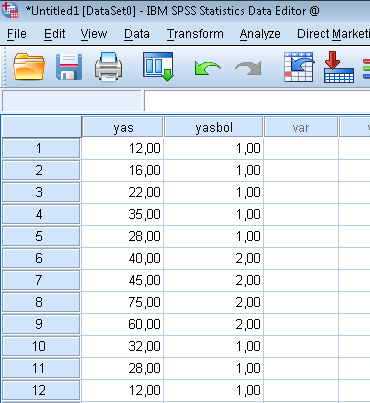 *Untitled1 [DataSet0] - IBM SPSS Statistics Data Editor @
File Edit View Data Transform Analyze Direct Marketi
yas yasbol var
1 12,00 1,00
2 16,00 1,00
3 22,00 1,00
4 35,00 1,00
5 28,00 1,00
6 40,00 2,00
7 45,00 2,00
8 75,00 2,00
9 60,00 2,00
10 32,00 1,00
11 28,00 1,00
12 12,00 1,00